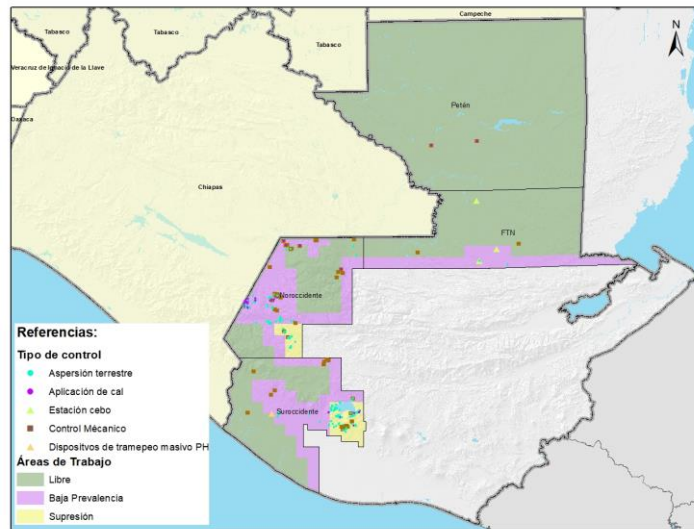 Campeche
N
Tabasco
Tabasco
Tabasco
Veracruz de Ignacio de la Llave
Oaxaca
Petén
Chiapas
FTN
Noroccidente
Suroccidente
Referencias:
Tipo de control
Aspersión terrestre
Aplicación de cal
Estación cebo
Control Mécanico
Dispositvos de trampeo masivo PH
Áreas de Trabajo
Libre
Baja Prevalencia
Supresión